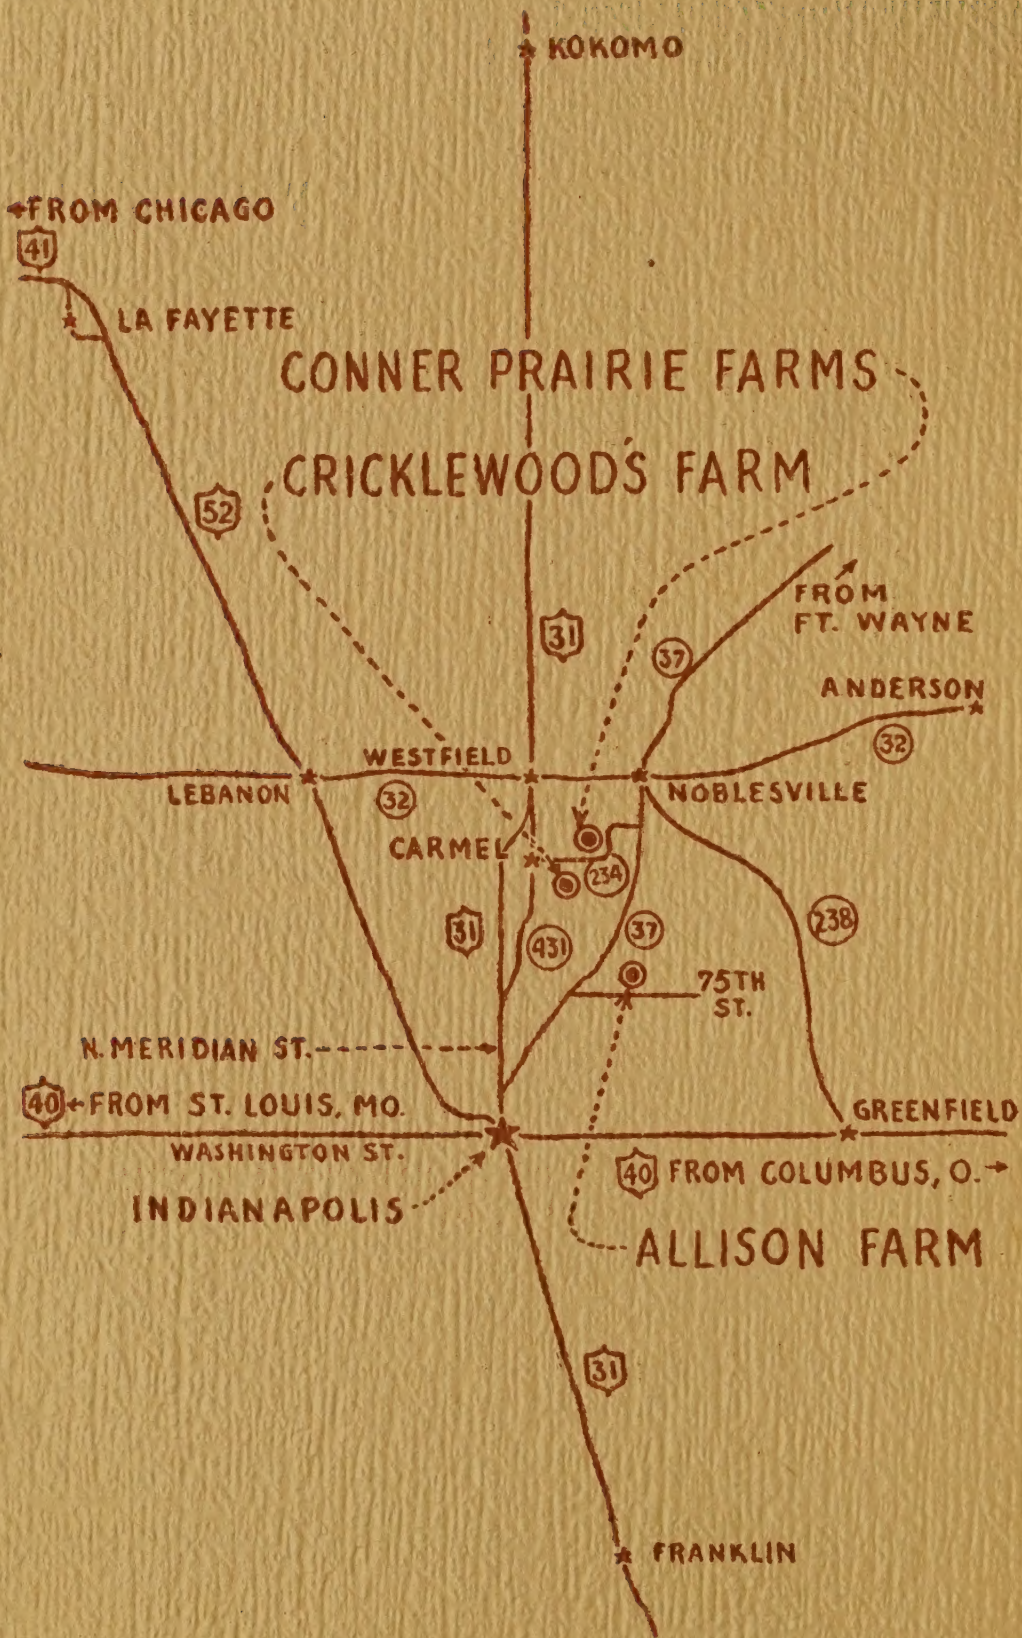 KOKOMO
←FROM CHICAGO
41
LA FAYETTE
CONNER PRAIRIE FARMS
CRICKLEWOOD'S FARM
52
31
FROM
FT. WAYNE
37
ANDERSON
32
WESTFIELD
LEBANON
32
NOBLESVILLE
CARMEL
234
31
431
37
238
75TH
ST.
N. MERIDIAN ST.
40 ←FROM ST. LOUIS, MO.
GREENFIELD
WASHINGTON ST.
40 FROM COLUMBUS, O.→
INDIANAPOLIS
ALLISON FARM
31
FRANKLIN